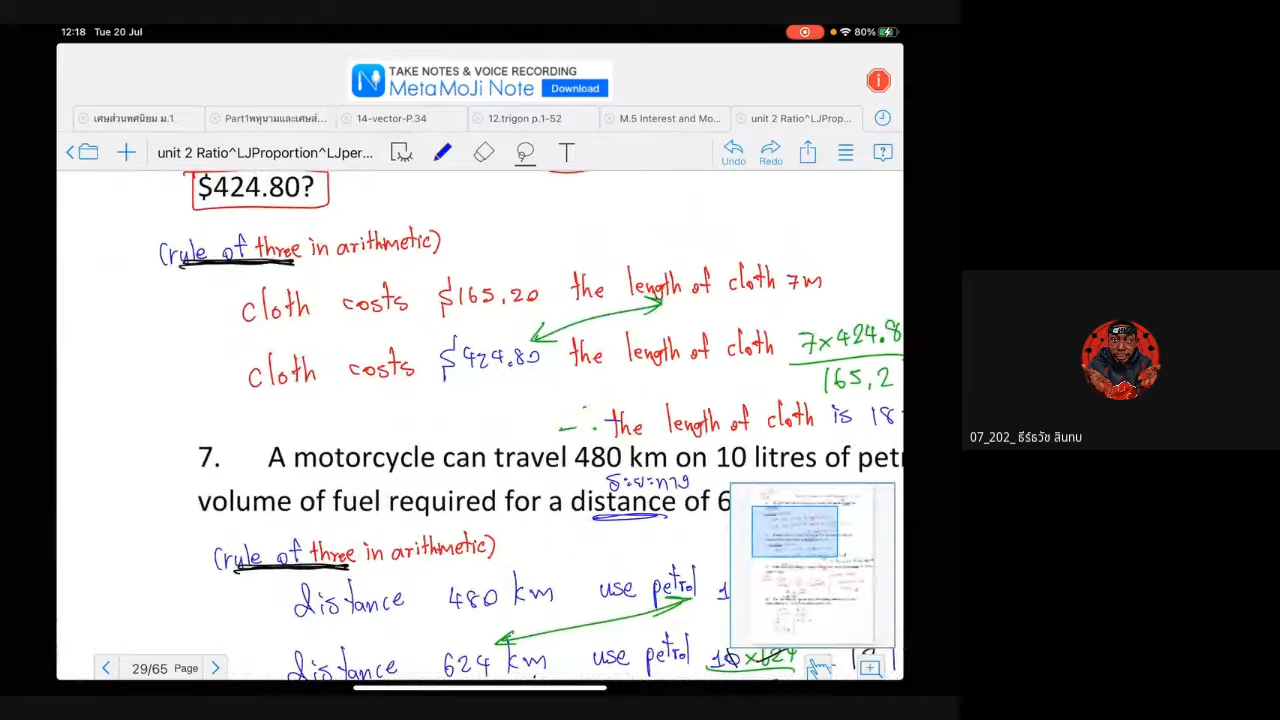 12:18 Tue 20 Jul
80%
TAKE NOTES & VOICE RECORDING
MetaMoJi Note Download
เศษส่วนทศนิยม ม.1
Part1พหุนามและเศษส่...
14-vector-P.34
12.trigon p.1-52
M.5 Interest and Mo...
unit 2 Ratio^LJProp...
unit 2 Ratio^LJProportion^LJper...
T
Undo
Redo
$424.80?
(rule of three in arithmetic)
cloth costs $165.20 the length of cloth 7m
cloth costs $424.80 the length of cloth 7×424.8
165.2
∴ the length of cloth is 18
7. A motorcycle can travel 480 km on 10 litres of petr
ระยะทาง
volume of fuel required for a distance of 6
(rule of three in arithmetic)
distance 480 km use petrol 1
distance 624 km use petrol 10×624
29/65 Page
07_202_ ธีร์ธวัช สินทบ